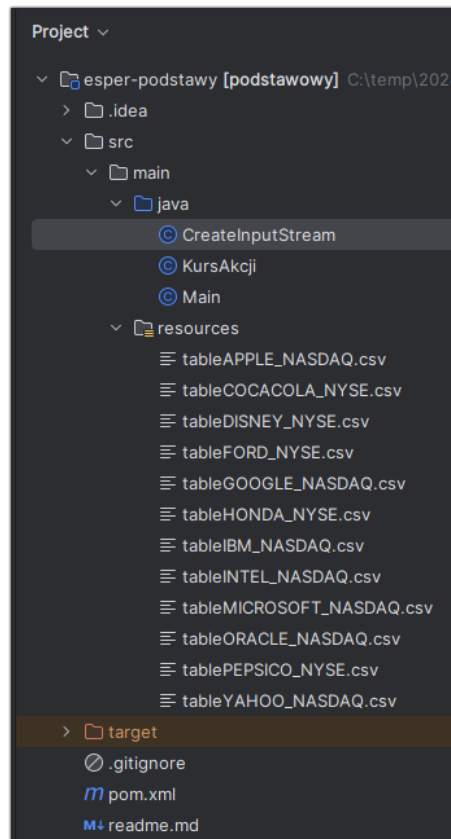 Project
esper-podstawy [podstawowy] C:\temp\202
.idea
src
main
java
CreateInputStream
KursAkcji
Main
resources
tableAPPLE_NASDAQ.csv
tableCOCACOLA_NYSE.csv
tableDISNEY_NYSE.csv
tableFORD_NYSE.csv
tableGOOGLE_NASDAQ.csv
tableHONDA_NYSE.csv
tableIBM_NASDAQ.csv
tableINTEL_NASDAQ.csv
tableMICROSOFT_NASDAQ.csv
tableORACLE_NASDAQ.csv
tablePEPSICO_NYSE.csv
tableYAHOO_NASDAQ.csv
target
.gitignore
pom.xml
readme.md